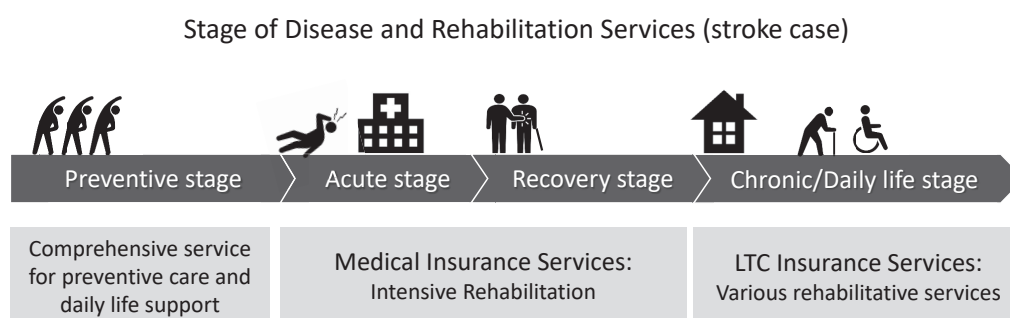 Stage of Disease and Rehabilitation Services (stroke case)
Preventive stage
Acute stage
Recovery stage
Chronic/Daily life stage
Comprehensive service
for preventive care and
daily life support
Medical Insurance Services:
Intensive Rehabilitation
LTC Insurance Services:
Various rehabilitative services